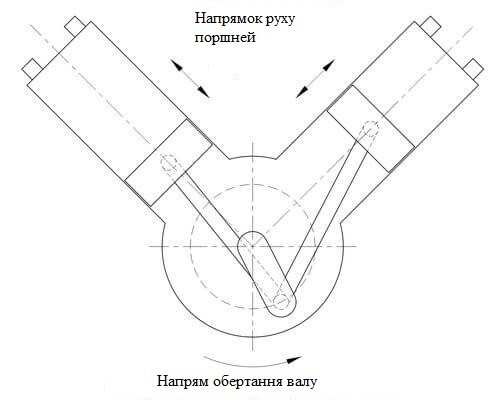 Напрямок руху
поршней
Напрям обертання валу